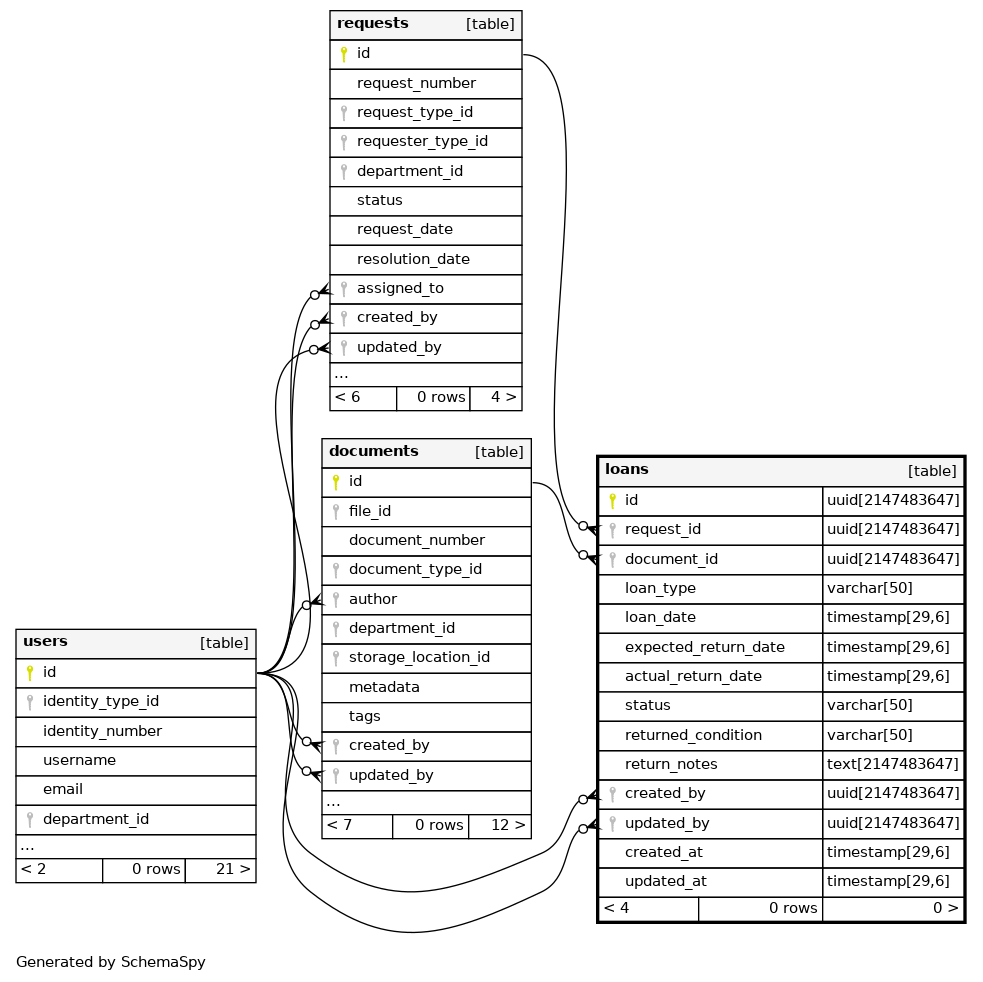 requests [table]
id
request_number
request_type_id
requester_type_id
department_id
status
request_date
resolution_date
assigned_to
created_by
updated_by
...
< 6 0 rows 4 >
documents [table]
id
file_id
document_number
document_type_id
author
department_id
storage_location_id
metadata
tags
created_by
updated_by
...
< 7 0 rows 12 >
loans [table]
id uuid[2147483647]
request_id uuid[2147483647]
document_id uuid[2147483647]
loan_type varchar[50]
loan_date timestamp[29,6]
expected_return_date timestamp[29,6]
actual_return_date timestamp[29,6]
status varchar[50]
returned_condition varchar[50]
return_notes text[2147483647]
created_by uuid[2147483647]
updated_by uuid[2147483647]
created_at timestamp[29,6]
updated_at timestamp[29,6]
< 4 0 rows 0 >
users [table]
id
identity_type_id
identity_number
username
email
department_id
...
< 2 0 rows 21 >
Generated by SchemaSpy